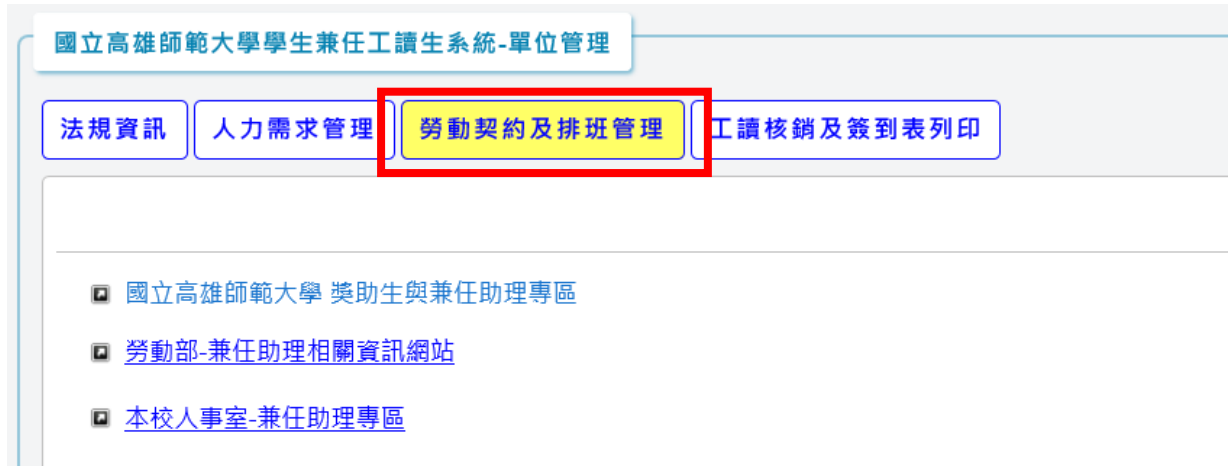 國立高雄師範大學學生兼任工讀生系統-單位管理
法規資訊 人力需求管理 勞動契約及排班管理 工讀核銷及簽到表列印
國立高雄師範大學 獎助生與兼任助理專區
勞動部-兼任助理相關資訊網站
本校人事室-兼任助理專區